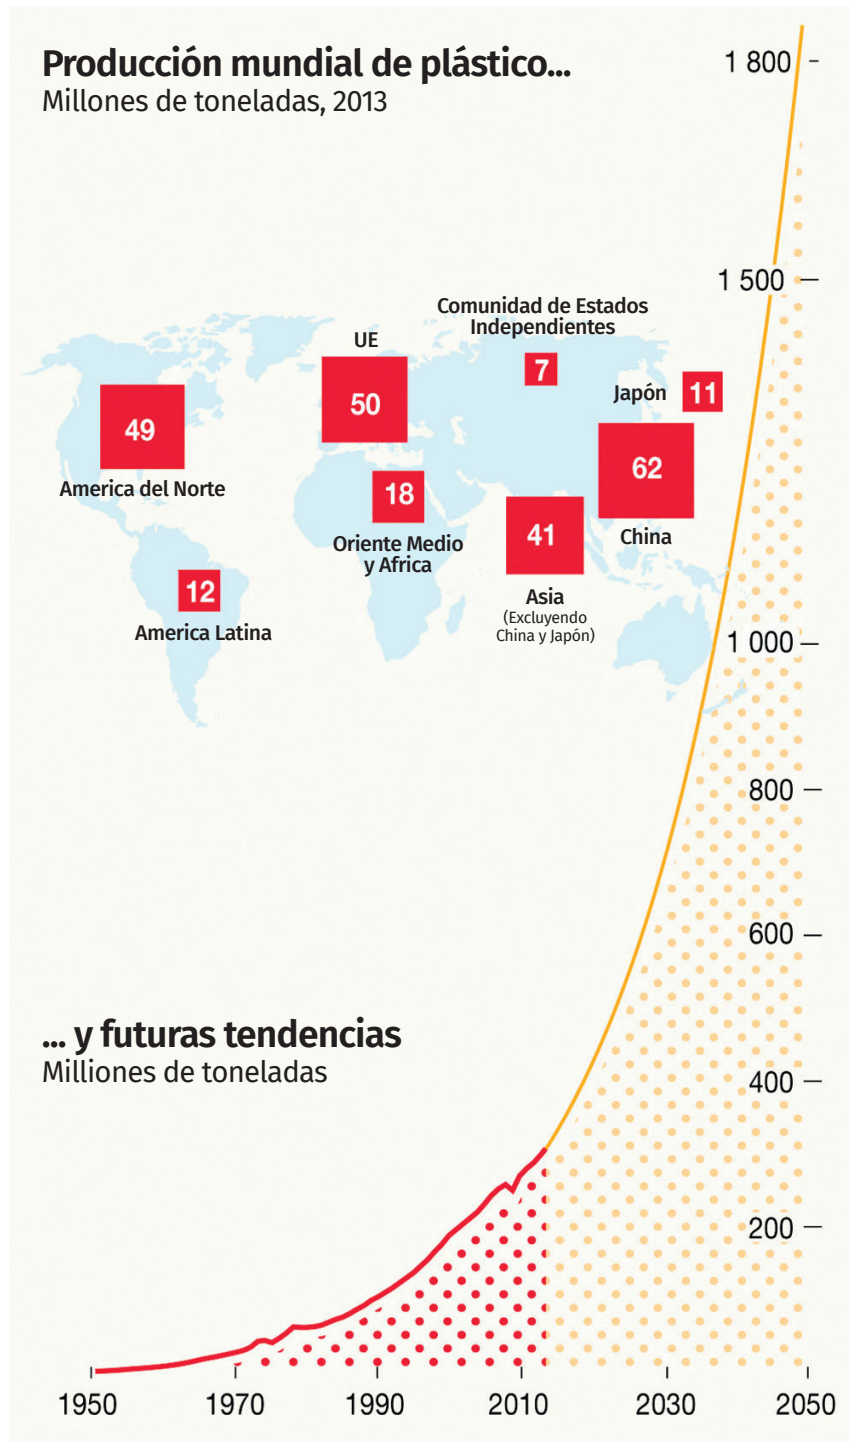 Producción mundial de plástico...
Millones de toneladas, 2013
1 800
1 500
Comunidad de Estados
Independientes
7
UE
50
Japón
11
49
America del Norte
62
China
18
Oriente Medio
y Africa
41
Asia
(Excluyendo
China y Japón)
12
America Latina
1 000
800
600
... y futuras tendencias
Milliones de toneladas
400
200
1950
1970
1990
2010
2030
2050